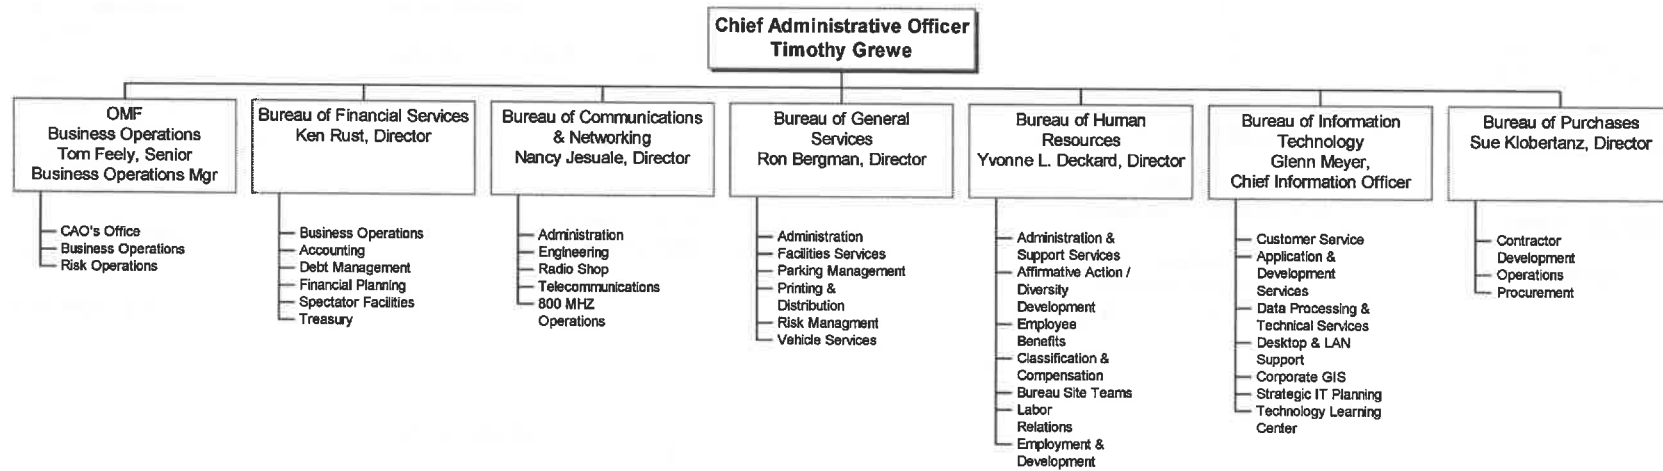 Chief Administrative Officer
Timothy Grewe
OMF
Business Operations
Tom Feely, Senior
Business Operations Mgr
CAO's Office
Business Operations
Risk Operations
Bureau of Financial Services
Ken Rust, Director
Business Operations
Accounting
Debt Management
Financial Planning
Spectator Facilities
Treasury
Bureau of Communications
& Networking
Nancy Jesuale, Director
Administration
Engineering
Radio Shop
Telecommunications
800 MHZ
Operations
Bureau of General
Services
Ron Bergman, Director
Administration
Facilities Services
Parking Management
Printing &
Distribution
Risk Managment
Vehicle Services
Bureau of Human
Resources
Yvonne L. Deckard, Director
Administration &
Support Services
Affirmative Action /
Diversity
Development
Employee
Benefits
Classification &
Compensation
Bureau Site Teams
Labor
Relations
Employment &
Development
Bureau of Information
Technology
Glenn Meyer,
Chief Information Officer
Customer Service
Application &
Development
Services
Data Processing &
Technical Services
Desktop & LAN
Support
Corporate GIS
Strategic IT Planning
Technology Learning
Center
Bureau of Purchases
Sue Klobertanz, Director
Contractor
Development
Operations
Procurement